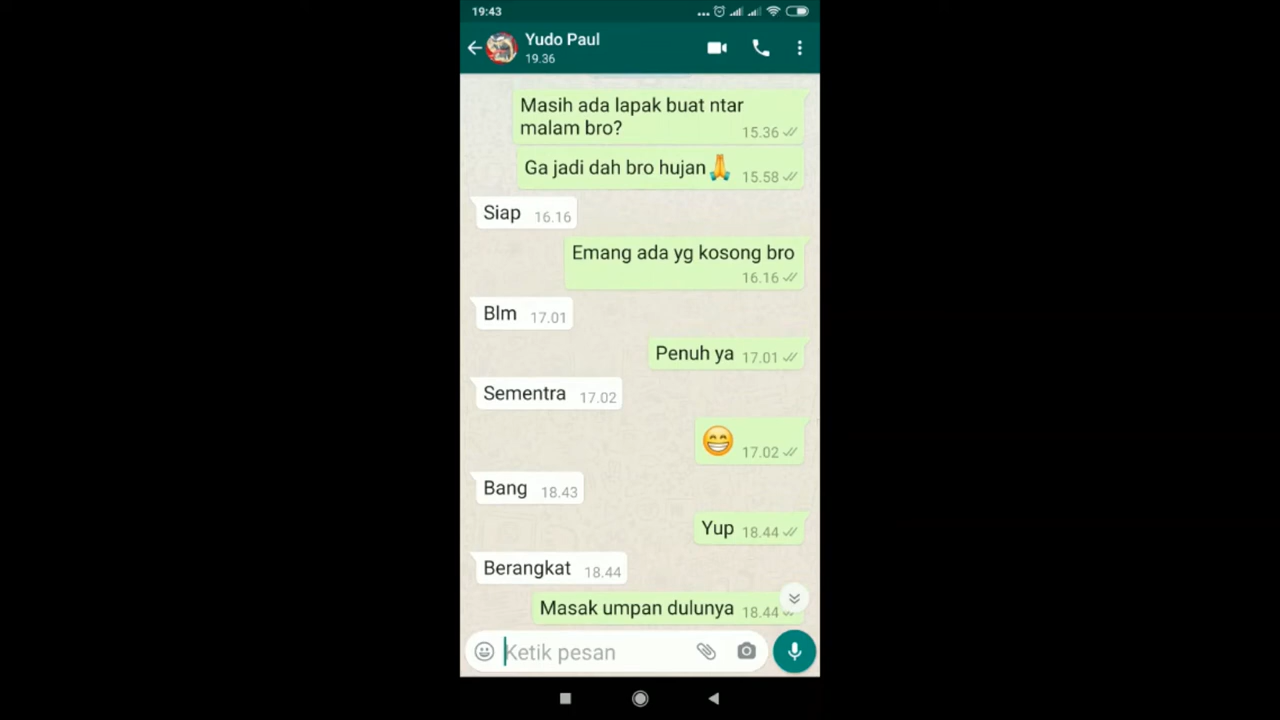 19:43
Yudo Paul
19.36
Masih ada lapak buat ntar
malam bro?
15.36
Ga jadi dah bro hujan🙏
15.58
Siap 16.16
Emang ada yg kosong bro
16.16
Blm 17.01
Penuh ya 17.01
Sementra 17.02
😁 17.02
Bang 18.43
Yup 18.44
Berangkat 18.44
Masak umpan dulunya 18.44
Ketik pesan